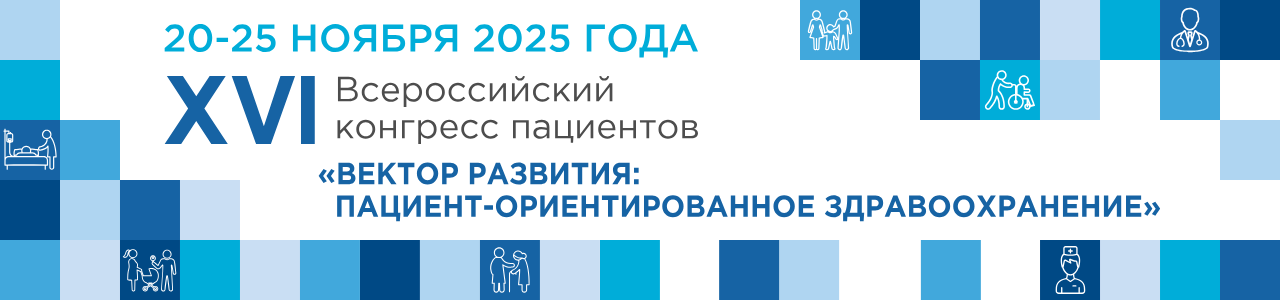 20-25 НОЯБРЯ 2025 ГОДА
XVI Всероссийский
конгресс пациентов
«ВЕКТОР РАЗВИТИЯ:
ПАЦИЕНТ-ОРИЕНТИРОВАННОЕ ЗДРАВООХРАНЕНИЕ»